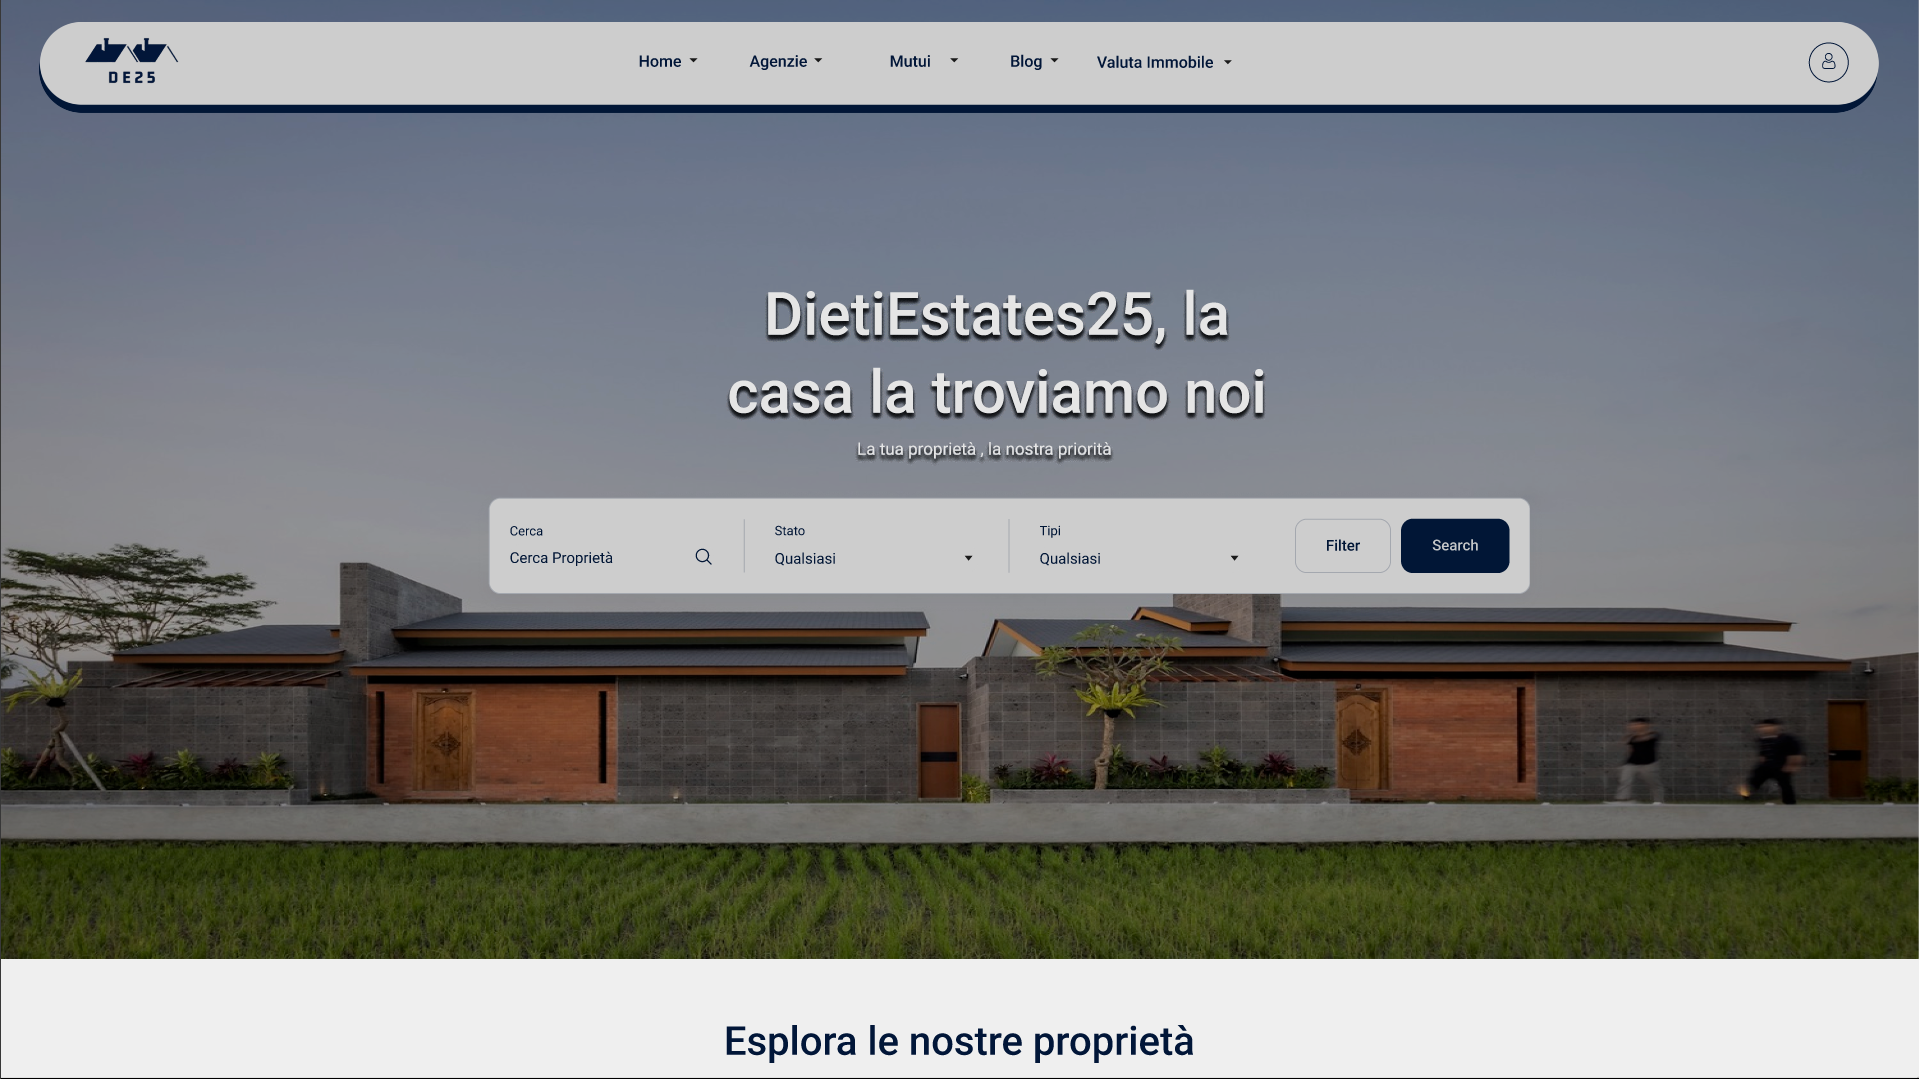 DE25
Home
Agenzie
Mutui
Blog
Valuta Immobile
DietiEstates25, la
casa la troviamo noi
La tua proprietà , la nostra priorità
Cerca
Cerca Proprietà
Stato
Qualsiasi
Tipi
Qualsiasi
Filter
Search
Esplora le nostre proprietà